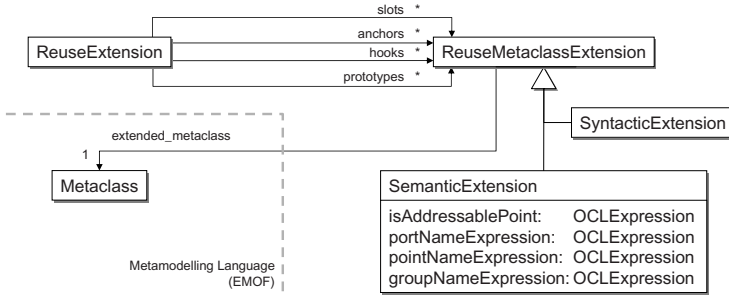 slots *
anchors *
ReuseExtension
ReuseMetaclassExtension
hooks *
prototypes *
SyntacticExtension
extended_metaclass
1
Metaclass
SemanticExtension
isAddressablePoint: OCLExpression
portNameExpression: OCLExpression
pointNameExpression: OCLExpression
groupNameExpression: OCLExpression
Metamodelling Language
(EMOF)